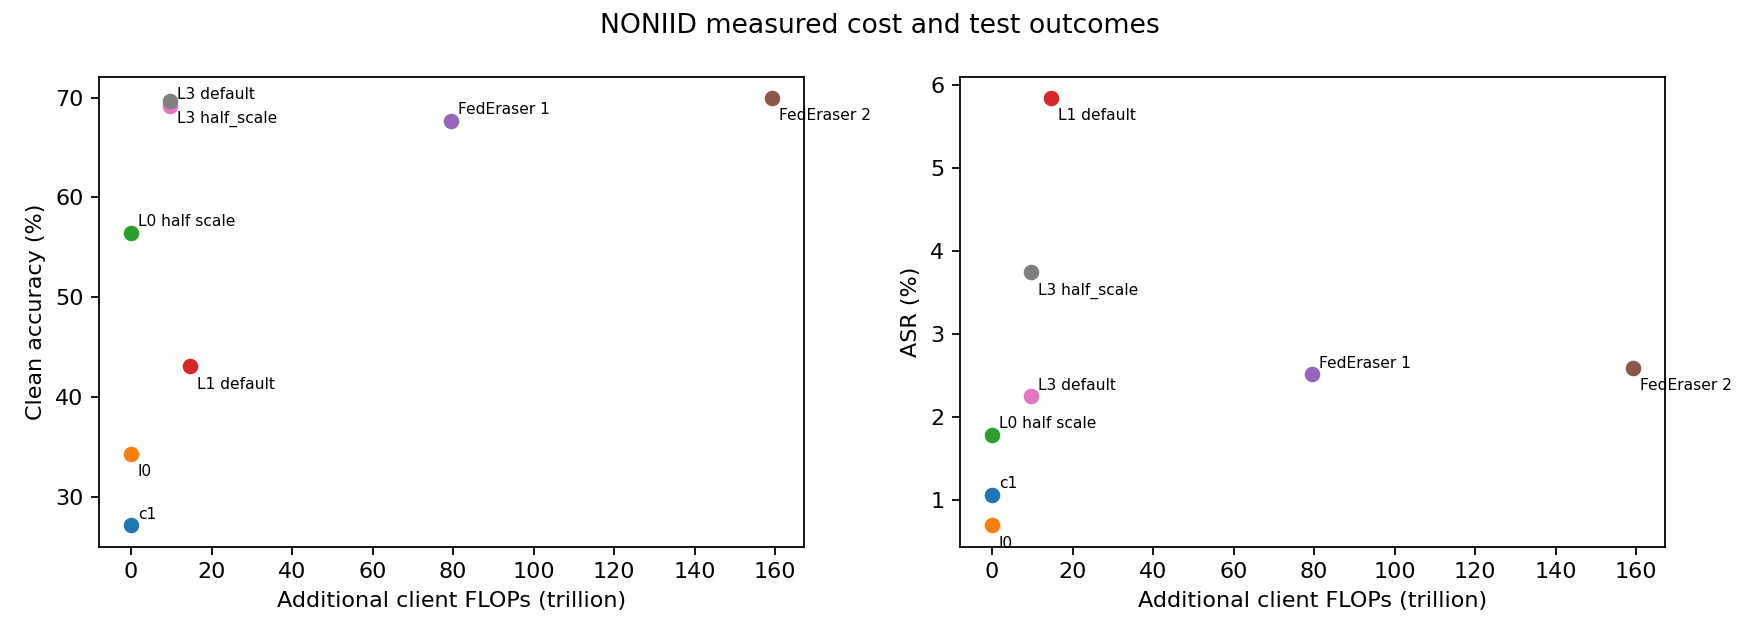 NONIID measured cost and test outcomes
Clean accuracy (%)
70
60
50
40
30
L3 default
L3 half_scale
FedEraser 1
FedEraser 2
L0 half scale
L1 default
l0
c1
0 20 40 60 80 100 120 140 160
Additional client FLOPs (trillion)
ASR (%)
6
5
4
3
2
1
L1 default
L3 half_scale
FedEraser 1
L3 default
FedEraser 2
L0 half scale
c1
l0
0 20 40 60 80 100 120 140 160
Additional client FLOPs (trillion)